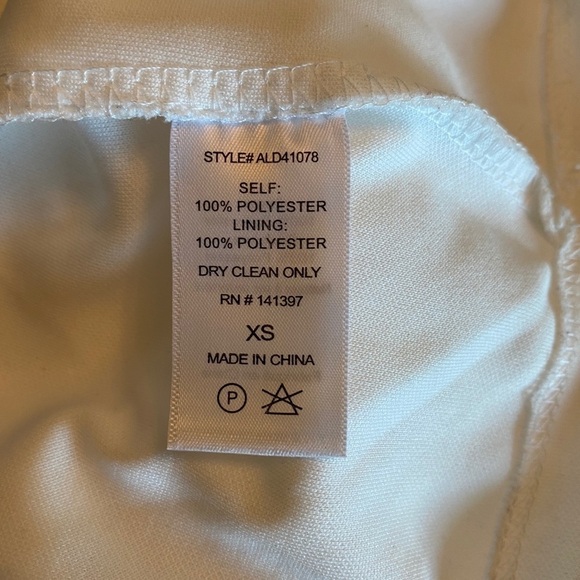 STYLE# ALD41078
SELF:
100% POLYESTER
LINING:
100% POLYESTER
DRY CLEAN ONLY
RN # 141397
XS
MADE IN CHINA
P